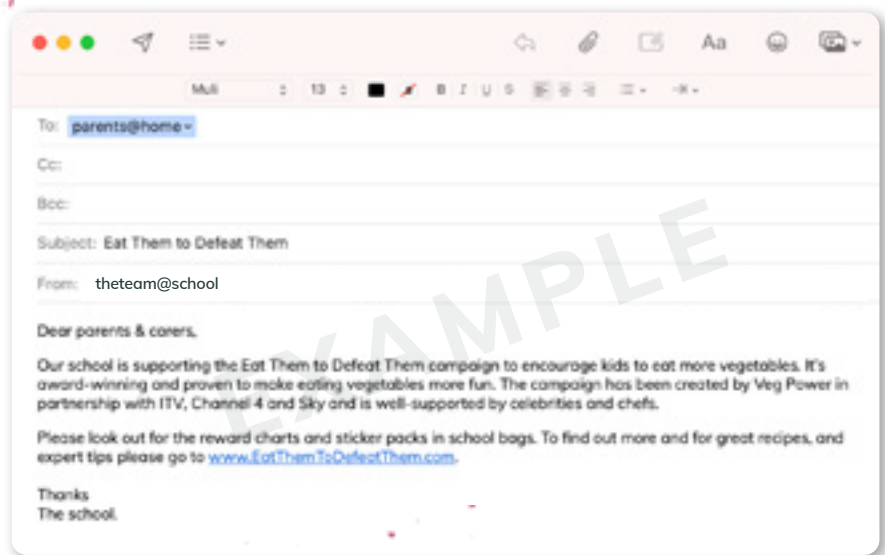 Aa
Muli 13 B I U S
To: parents@home
Cc:
Bcc:
Subject: Eat Them to Defeat Them
From: theteam@school
Dear parents & carers,
Our school is supporting the Eat Them to Defeat Them campaign to encourage kids to eat more vegetables. It's
award-winning and proven to make eating vegetables more fun. The campaign has been created by Veg Power in
partnership with ITV, Channel 4 and Sky and is well-supported by celebrities and chefs.
Please look out for the reward charts and sticker packs in school bags. To find out more and for great recipes, and
expert tips please go to www.EatThemToDefeatThem.com.
Thanks
The school.
EXAMPLE